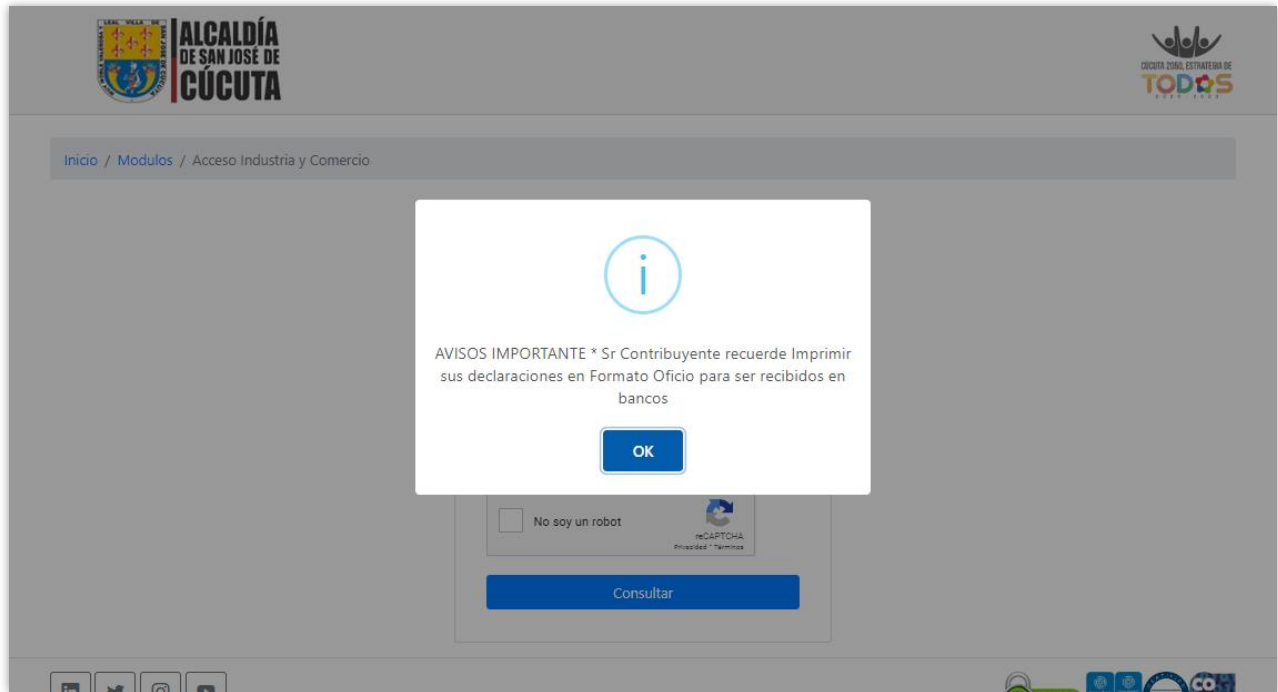 ALCALDÍA
DE SAN JOSÉ DE
CÚCUTA
CÚCUTA 2050, ESTRATEGIA DE
TODOS
Inicio / Modulos / Acceso Industria y Comercio
i
AVISOS IMPORTANTE * Sr Contribuyente recuerde Imprimir
sus declaraciones en Formato Oficio para ser recibidos en
bancos
OK
No soy un robot
reCAPTCHA
Privacidad * Términos
Consultar
in
CO